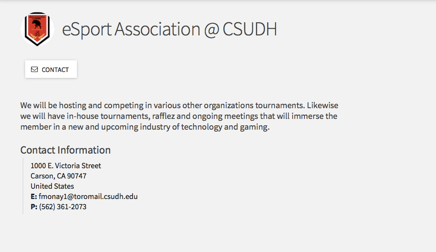 eSport Association @ CSUDH
CONTACT
We will be hosting and competing in various other organizations tournaments. Likewise
we will have in-house tournaments, rafflez and ongoing meetings that will immerse the
member in a new and upcoming industry of technology and gaming.
Contact Information
1000 E. Victoria Street
Carson, CA 90747
United States
E: fmonay1@toromail.csudh.edu
P: (562) 361-2073